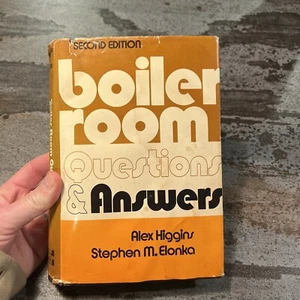 SECOND EDITION
boiler
room
Questions
& Answers
Alex Higgins
Stephen M. Elonka